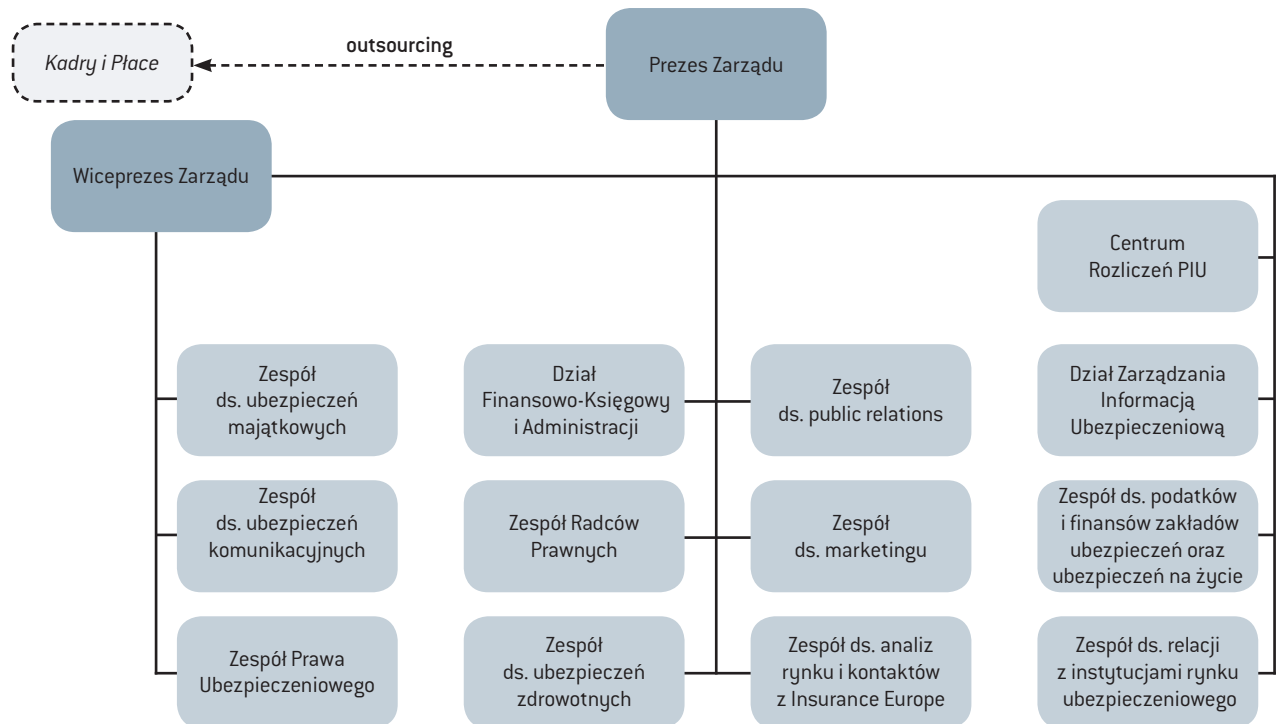 Kadry i Płace
outsourcing
Prezes Zarządu
Wiceprezes Zarządu
Centrum
Rozliczeń PIU
Zespół
ds. ubezpieczeń
majątkowych
Dział
Finansowo-Księgowy
i Administracji
Zespół
ds. public relations
Dział Zarządzania
Informacją
Ubezpieczeniową
Zespół
ds. ubezpieczeń
komunikacyjnych
Zespół Radców
Prawnych
Zespół
ds. marketingu
Zespół ds. podatków
i finansów zakładów
ubezpieczeń oraz
ubezpieczeń na życie
Zespół Prawa
Ubezpieczeniowego
Zespół
ds. ubezpieczeń
zdrowotnych
Zespół ds. analiz
rynku i kontaktów
z Insurance Europe
Zespół ds. relacji
z instytucjami rynku
ubezpieczeniowego